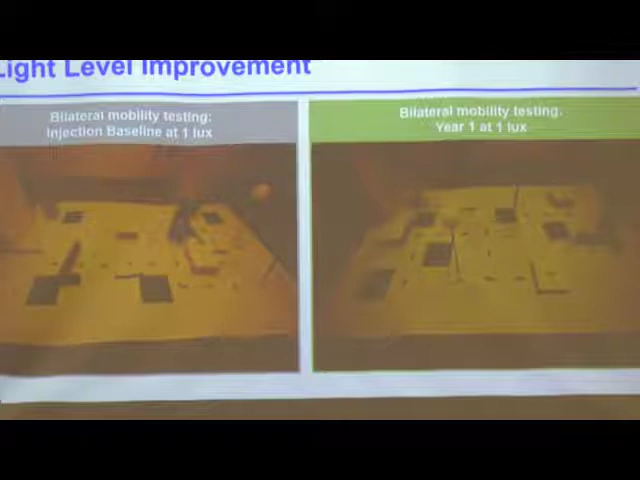 Light Level Improvement
Bilateral mobility testing:
Injection Baseline at 1 lux
Bilateral mobility testing:
Year 1 at 1 lux